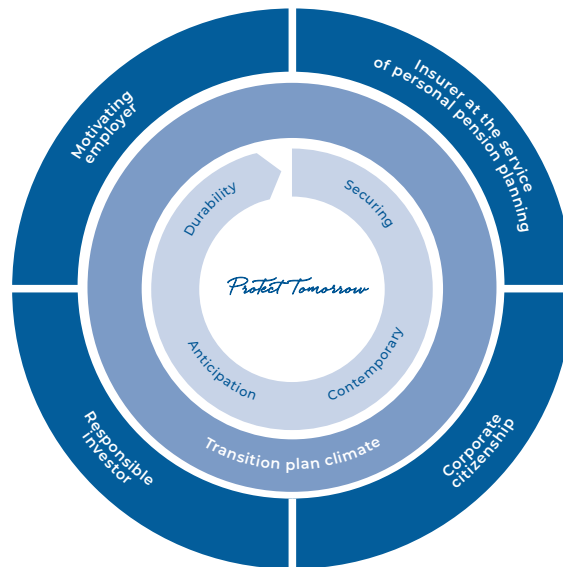 Motivating
employer
Insurer at the service
of personal pension planning
Durability
Securing
Protect Tomorrow
Anticipation
Contemporary
Transition plan climate
Responsible
investor
Corporate
citizenship